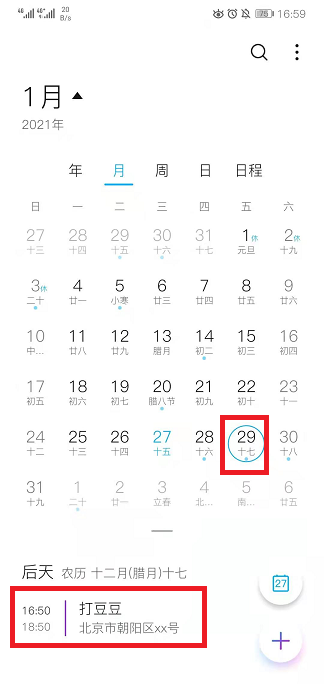 4G 4G 20 B/s 16:59
1月
2021年
年 月 周 日 日程
日 一 二 三 四 五 六
27 28 29 30 31 1休 2休
十三 十四 十五 十六 十七 元旦 十九
3休 4 5 6 7 8 9
二十 廿一 小寒 廿三 廿四 廿五 廿六
10 11 12 13 14 15 16
中... 廿八 廿九 腊月 初二 初三 初四
17 18 19 20 21 22 23
初五 初六 初七 腊八节 初九 初十 十一
24 25 26 27 28 29 30
十二 十三 十四 十五 十六 十七 十八
31 1 2 3 4 5 6
十九 二十 廿一 立春 北... 南... 廿五
后天 农历 十二月(腊月)十七
27
16:50 打豆豆
18:50 北京市朝阳区xx号